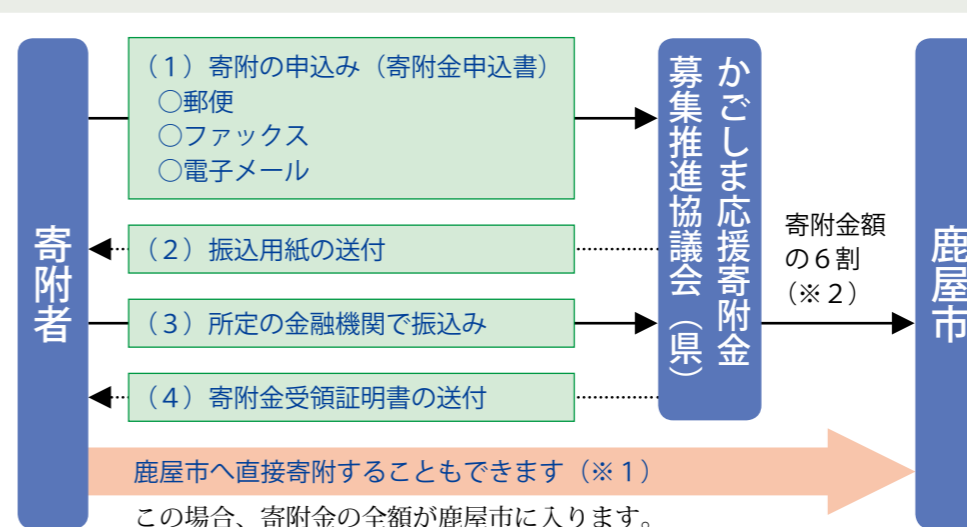 寄附者
（１）寄附の申込み（寄附金申込書）
○郵便
○ファックス
○電子メール
（２）振込用紙の送付
（３）所定の金融機関で振込み
（４）寄附金受領証明書の送付
かごしま応援寄附金
募集推進協議会（県）
寄附金額
の６割
（※２）
鹿屋市
鹿屋市へ直接寄附することもできます（※１）
この場合、寄附金の全額が鹿屋市に入ります。